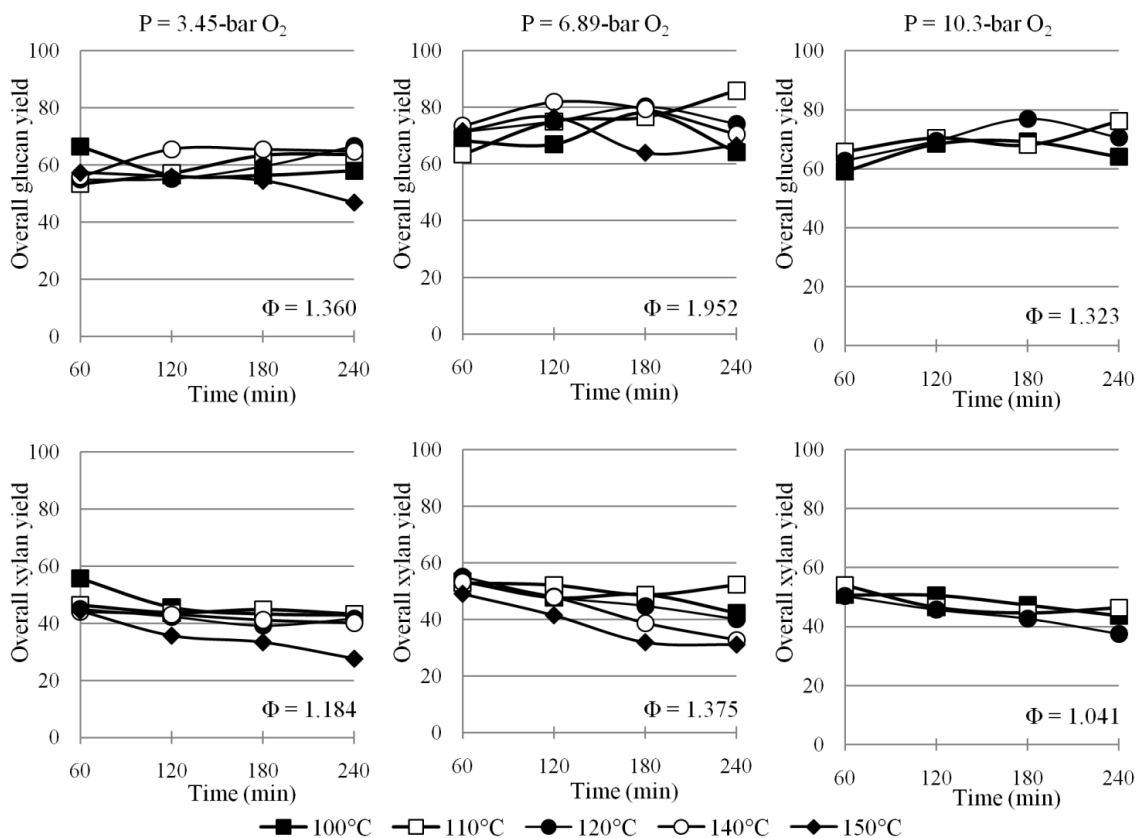 P = 3.45-bar O₂
Overall glucan yield
100
80
60
40
20
0
Φ = 1.360
60 120 180 240
Time (min)
P = 6.89-bar O₂
Overall glucan yield
100
80
60
40
20
0
Φ = 1.952
60 120 180 240
Time (min)
P = 10.3-bar O₂
Overall glucan yield
100
80
60
40
20
0
Φ = 1.323
60 120 180 240
Time (min)
Overall xylan yield
100
80
60
40
20
0
Φ = 1.184
60 120 180 240
Time (min)
Overall xylan yield
100
80
60
40
20
0
Φ = 1.375
60 120 180 240
Time (min)
Overall xylan yield
100
80
60
40
20
0
Φ = 1.041
60 120 180 240
Time (min)
100°C 110°C 120°C 140°C 150°C